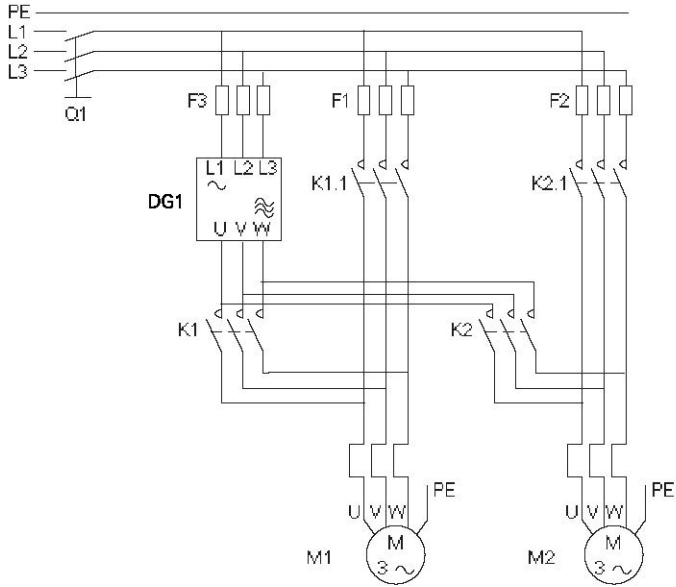 PE
L1
L2
L3
Q1
F3 F1 F2
L1 L2 L3
K1.1 K2.1
DG1
U V W
K1 K2
PE PE
U V W U V W
M M
M1 3 M2 3